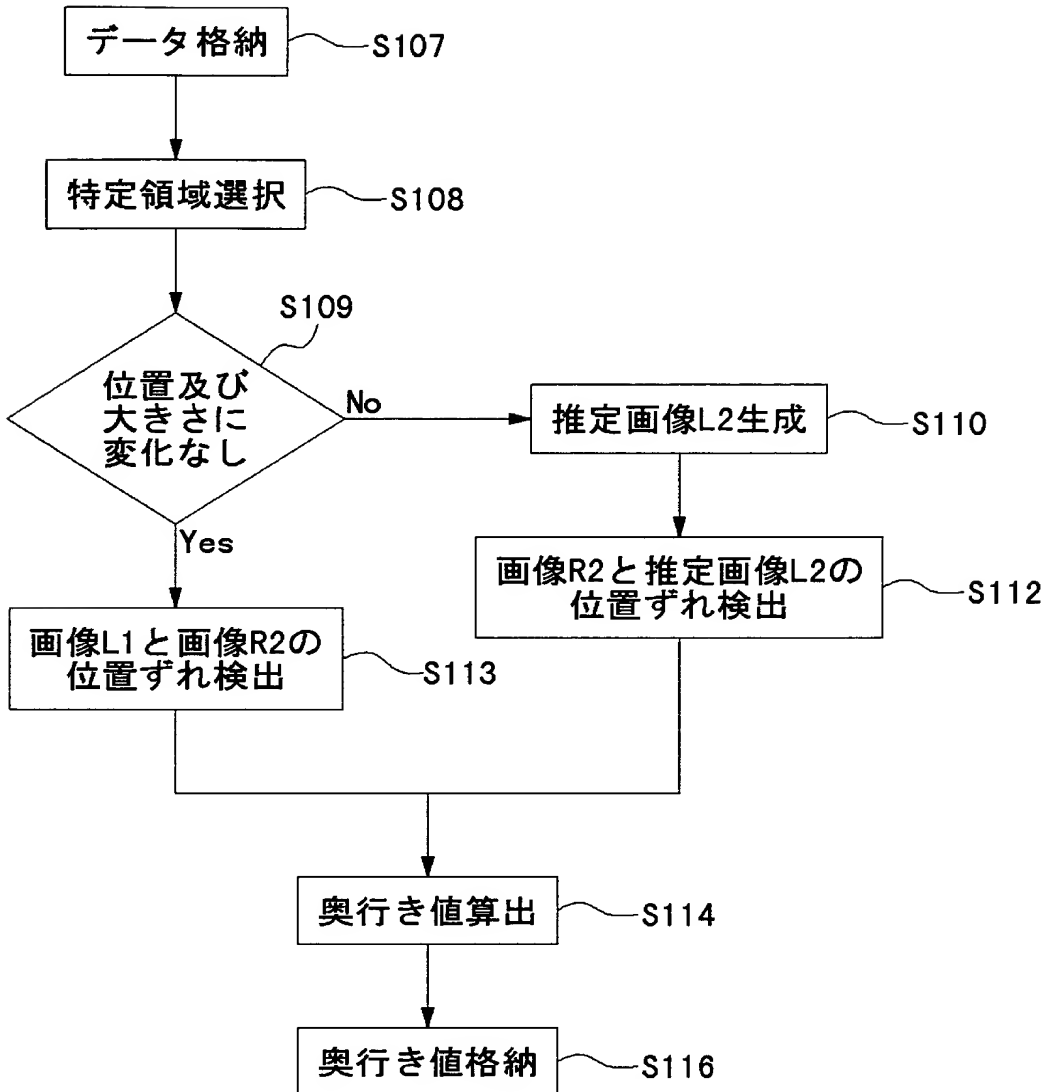 データ格納
S107
特定領域選択
S108
S109
位置及び
大きさに
変化なし
No
推定画像L2生成
S110
Yes
画像R2と推定画像L2の
位置ずれ検出
S112
画像L1と画像R2の
位置ずれ検出
S113
奥行き値算出
S114
奥行き値格納
S116